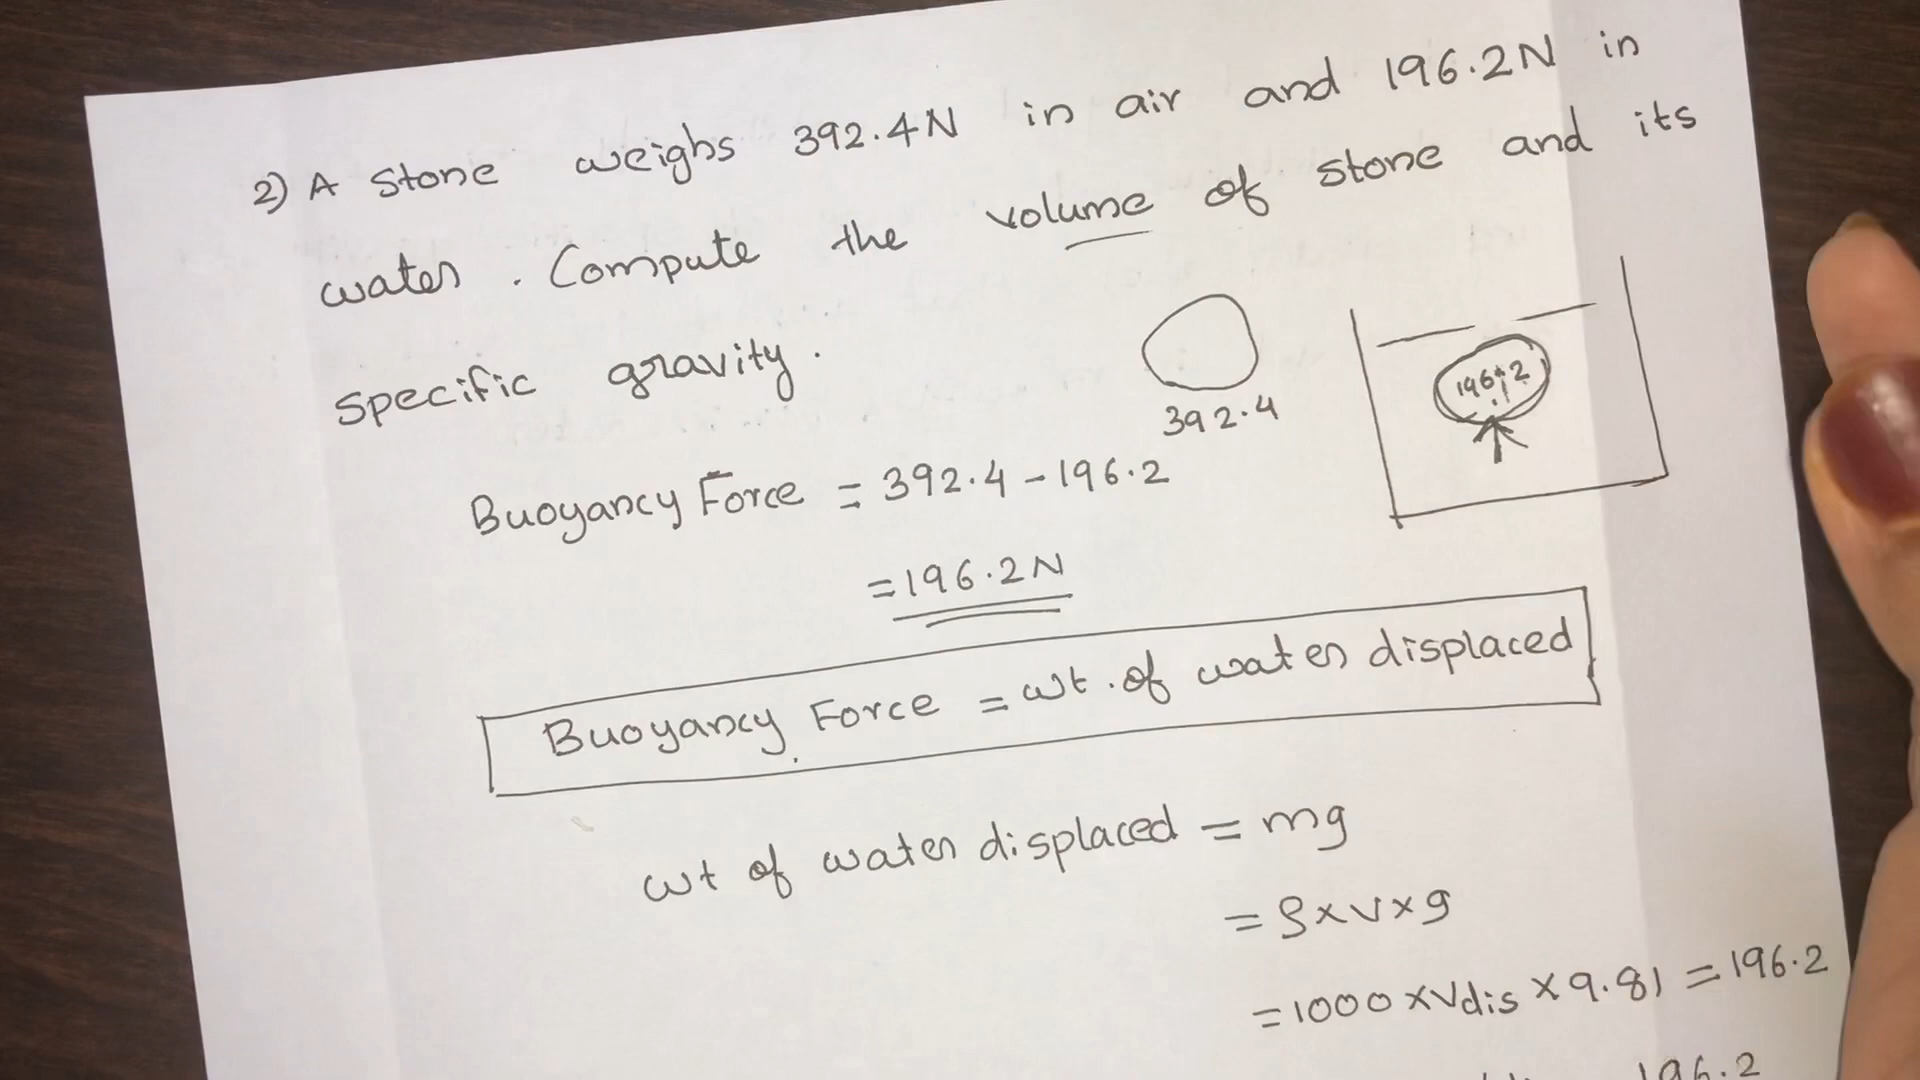 2) A stone weighs 392.4N in air and 196.2N in
water. Compute the volume of stone and its
specific gravity.
392.4
196.2
Buoyancy Force = 392.4 - 196.2
= 196.2N
Buoyancy Force = wt. of water displaced
wt of water displaced = mg
= ρ×v×g
= 1000 × Vdis × 9.81 = 196.2
196.2